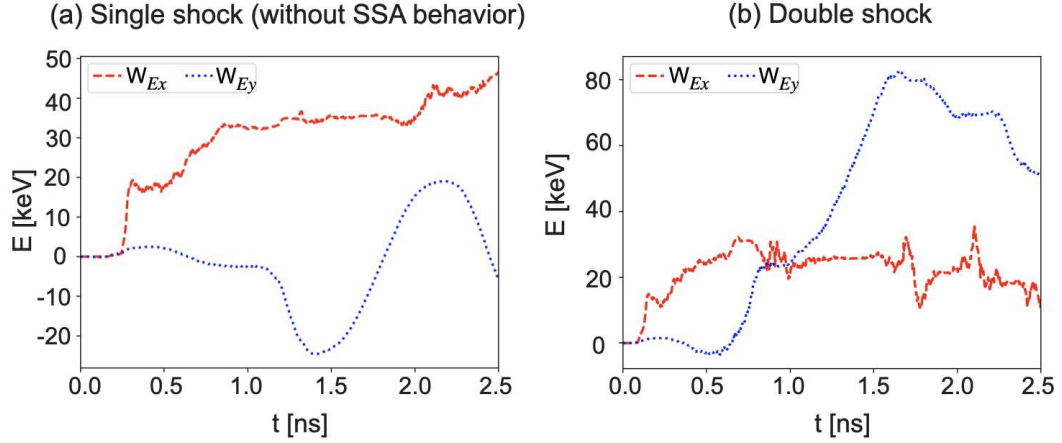 (a) Single shock (without SSA behavior)
W_Ex W_Ey
50
40
30
20
10
0
-10
-20
E [keV]
0.0 0.5 1.0 1.5 2.0 2.5
t [ns]
(b) Double shock
W_Ex W_Ey
80
60
40
20
0
E [keV]
0.0 0.5 1.0 1.5 2.0 2.5
t [ns]